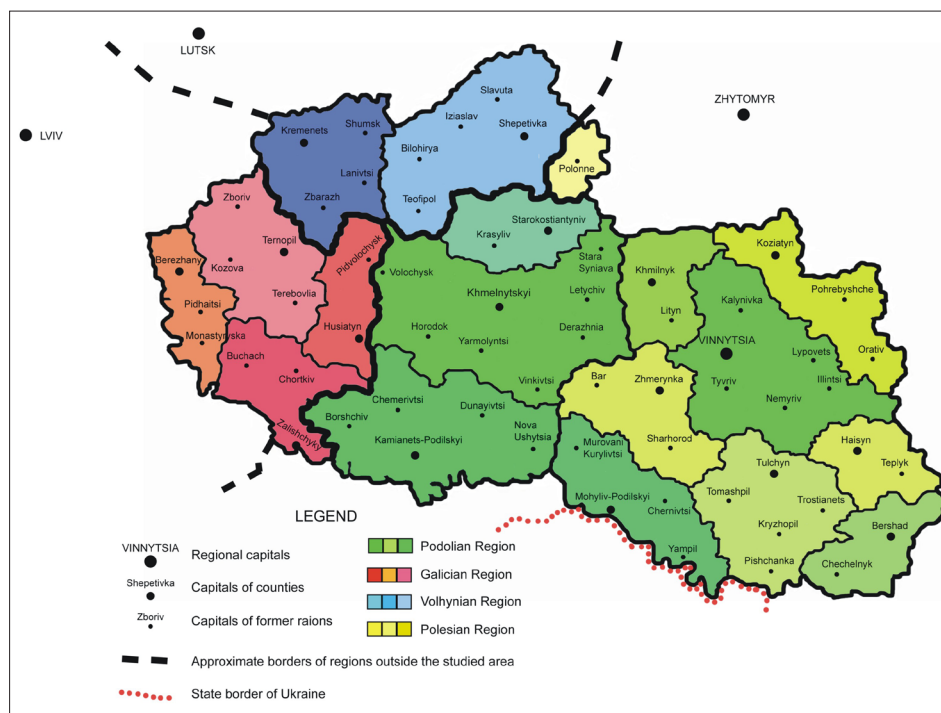 LUTSK
LVIV
ZHYTOMYR
Slavuta
Iziaslav
Shepetivka
Shumsk
Kremenets
Bilohirya
Polonne
Lanivtsi
Zbarazh
Teofipol
Zboriv
Starokostiantyniv
Krasyliv
Ternopil
Kozova
Berezhany
Pidvolochysk
Volochysk
Stara
Syniava
Khmilnyk
Koziatyn
Pohrebyshche
Terebovlia
Pidhaitsi
Khmelnytskyi
Letychiv
Kalynivka
Lityn
Husiatyn
Horodok
Yarmolyntsi
Derazhnia
Monastyryska
Buchach
Chortkiv
VINNYTSIA
Lypovets
Orativ
Illintsi
Bar
Zhmerynka
Tyvriv
Nemyriv
Vinkivtsi
Chemerivtsi
Dunayivtsi
Borshchiv
Zalishchyky
Kamianets-Podilskyi
Nova
Ushytsia
Murovani
Kurylivtsi
Sharhorod
Haisyn
Teplyk
Tulchyn
Mohyliv-Podilskyi
Chernivtsi
Tomashpil
Trostianets
Kryzhopil
Bershad
Yampil
Pishchanka
Chechelnyk
LEGEND
VINNYTSIA
Regional capitals
Shepetivka
Capitals of counties
Zboriv
Capitals of former raions
Podolian Region
Galician Region
Volhynian Region
Polesian Region
Approximate borders of regions outside the studied area
State border of Ukraine